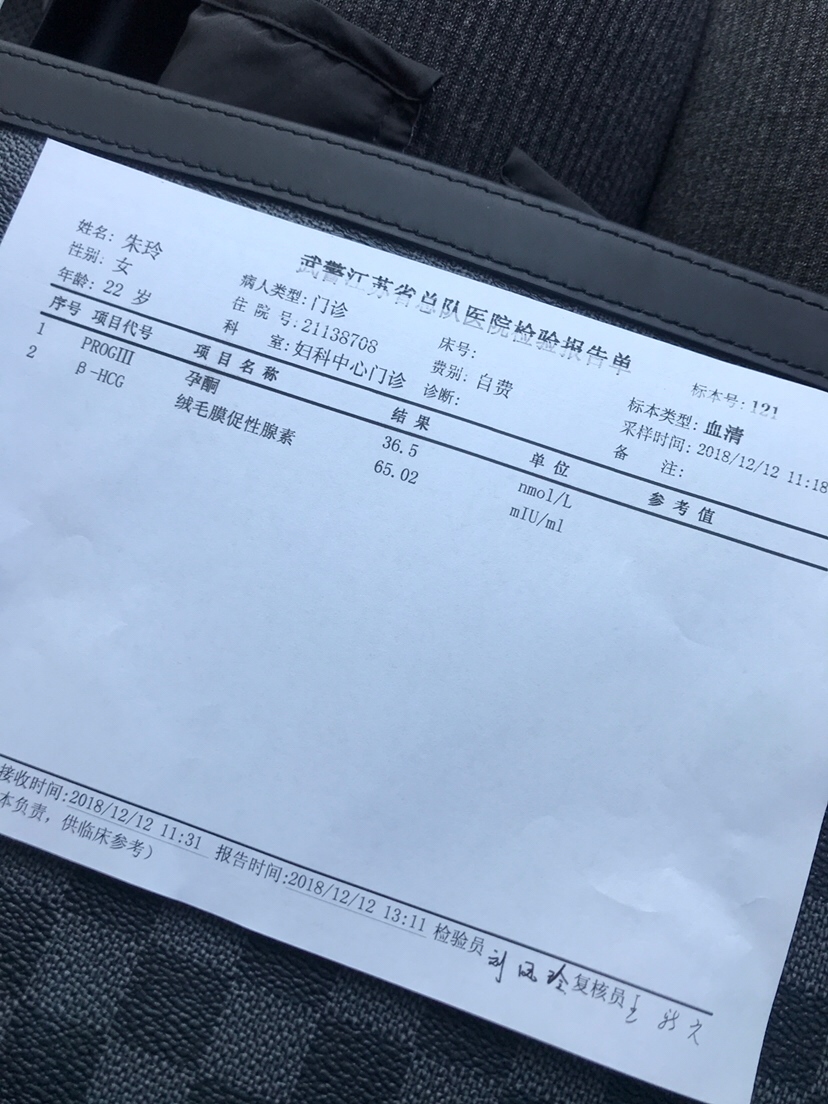 武警江苏省总队医院检验报告单
姓名: 朱玲
性别: 女
年龄: 22 岁
病人类型: 门诊
住 院 号: 21138708
科 室: 妇科中心门诊
床号:
费别: 自费
诊断:
标本号: 121
标本类型: 血清
采样时间: 2018/12/12 11:18
备 注:
序号 项目代号 项 目 名 称 结 果 单 位 参 考 值
1 PROGIII 孕酮 36.5 nmol/L
2 β-HCG 绒毛膜促性腺素 65.02 mIU/ml
接收时间:2018/12/12 11:31 报告时间:2018/12/12 13:11 检验员 刘凤玲 复核员
本负责，供临床参考)